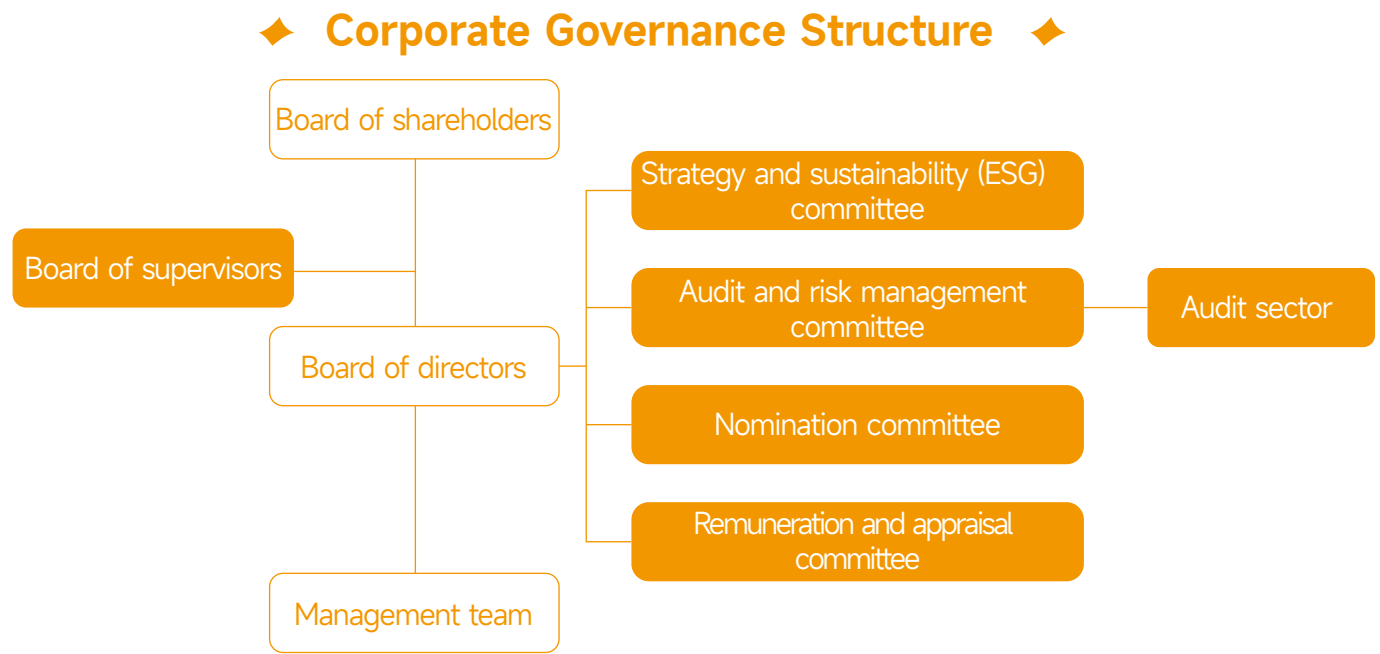 Corporate Governance Structure
Board of shareholders
Strategy and sustainability (ESG)
committee
Board of supervisors
Audit and risk management
committee
Audit sector
Board of directors
Nomination committee
Remuneration and appraisal
committee
Management team